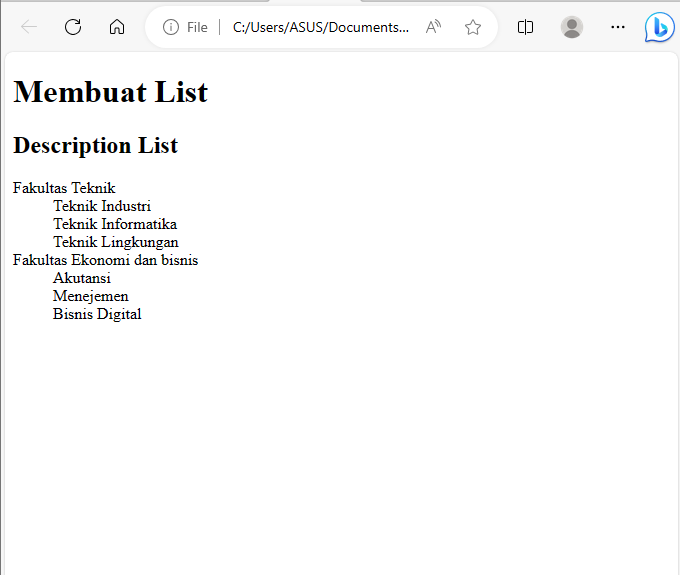 File
C:/Users/ASUS/Documents...
Membuat List
Description List
Fakultas Teknik
Teknik Industri
Teknik Informatika
Teknik Lingkungan
Fakultas Ekonomi dan bisnis
Akutansi
Menejemen
Bisnis Digital